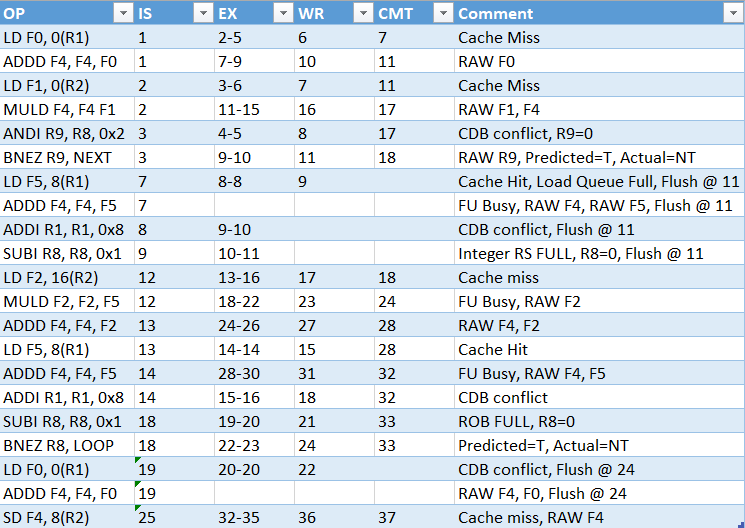 OP IS EX WR CMT Comment
LD F0, 0(R1) 1 2-5 6 7 Cache Miss
ADDD F4, F4, F0 1 7-9 10 11 RAW F0
LD F1, 0(R2) 2 3-6 7 11 Cache Miss
MULD F4, F4 F1 2 11-15 16 17 RAW F1, F4
ANDI R9, R8, 0x2 3 4-5 8 17 CDB conflict, R9=0
BNEZ R9, NEXT 3 9-10 11 18 RAW R9, Predicted=T, Actual=NT
LD F5, 8(R1) 7 8-8 9 Cache Hit, Load Queue Full, Flush @ 11
ADDD F4, F4, F5 7 FU Busy, RAW F4, RAW F5, Flush @ 11
ADDI R1, R1, 0x8 8 9-10 CDB conflict, Flush @ 11
SUBI R8, R8, 0x1 9 10-11 Integer RS FULL, R8=0, Flush @ 11
LD F2, 16(R2) 12 13-16 17 18 Cache miss
MULD F2, F2, F5 12 18-22 23 24 FU Busy, RAW F2
ADDD F4, F4, F2 13 24-26 27 28 RAW F4, F2
LD F5, 8(R1) 13 14-14 15 28 Cache Hit
ADDD F4, F4, F5 14 28-30 31 32 FU Busy, RAW F4, F5
ADDI R1, R1, 0x8 14 15-16 18 32 CDB conflict
SUBI R8, R8, 0x1 18 19-20 21 33 ROB FULL, R8=0
BNEZ R8, LOOP 18 22-23 24 33 Predicted=T, Actual=NT
LD F0, 0(R1) 19 20-20 22 CDB conflict, Flush @ 24
ADDD F4, F4, F0 19 RAW F4, F0, Flush @ 24
SD F4, 8(R2) 25 32-35 36 37 Cache miss, RAW F4